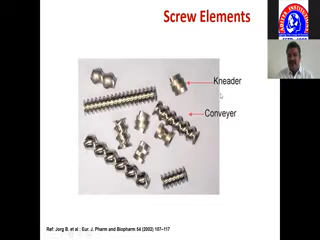 Screw Elements
Kneader
Conveyer
Ref: Jorg B. et al : Eur. J. Pharm and Biopharm 54 (2002) 107–117